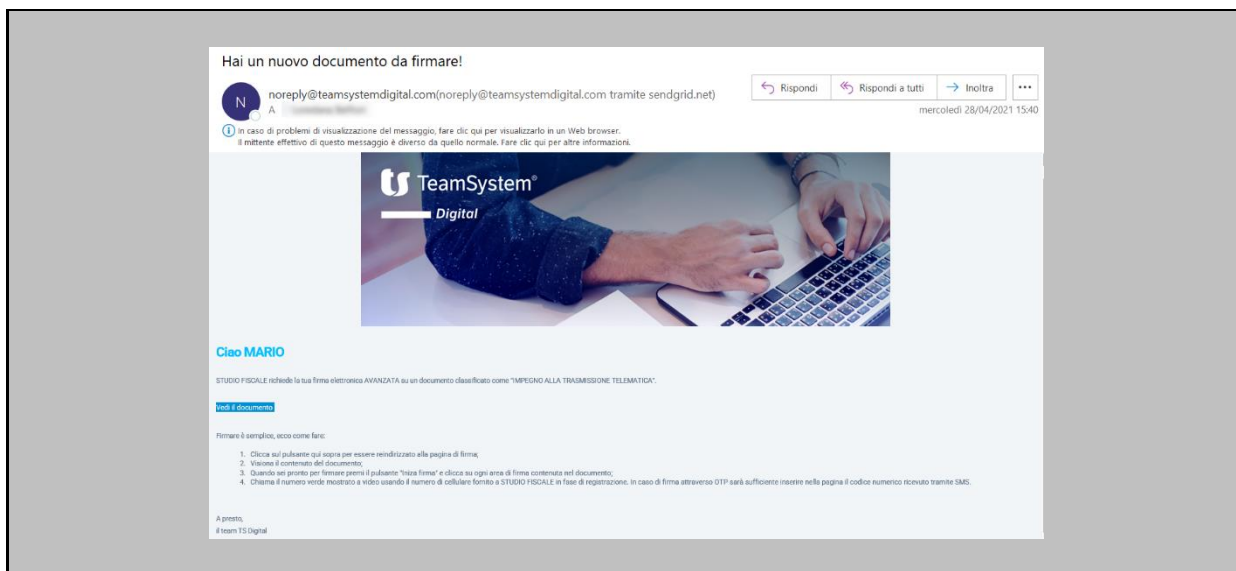 Hai un nuovo documento da firmare!
N
noreply@teamsystemdigital.com(noreply@teamsystemdigital.com tramite sendgrid.net)
A
Rispondi
Rispondi a tutti
Inoltra
mercoledì 28/04/2021 15:40
In caso di problemi di visualizzazione del messaggio, fare clic qui per visualizzarlo in un Web browser.
Il mittente effettivo di questo messaggio è diverso da quello normale. Fare clic qui per altre informazioni.
ts TeamSystem®
Digital
Ciao MARIO
STUDIO FISCALE richiede la tua firma elettronica AVANZATA su un documento classificato come "IMPEGNO ALLA TRASMISSIONE TELEMATICA".
Vedi il documento
Firmare è semplice, ecco come fare:
1. Clicca sul pulsante qui sopra per essere reindirizzato alla pagina di firma;
2. Visiona il contenuto del documento;
3. Quando sei pronto per firmare premi il pulsante "Inizia firma" e clicca su ogni area di firma contenuta nel documento;
4. Chiama il numero verde mostrato a video usando il numero di cellulare fornito a STUDIO FISCALE in fase di registrazione. In caso di firma attraverso OTP sarà sufficiente inserire nella pagina il codice numerico ricevuto tramite SMS.
A presto,
il team TS Digital